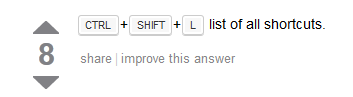 CTRL + SHIFT + L list of all shortcuts.
8
share | improve this answer